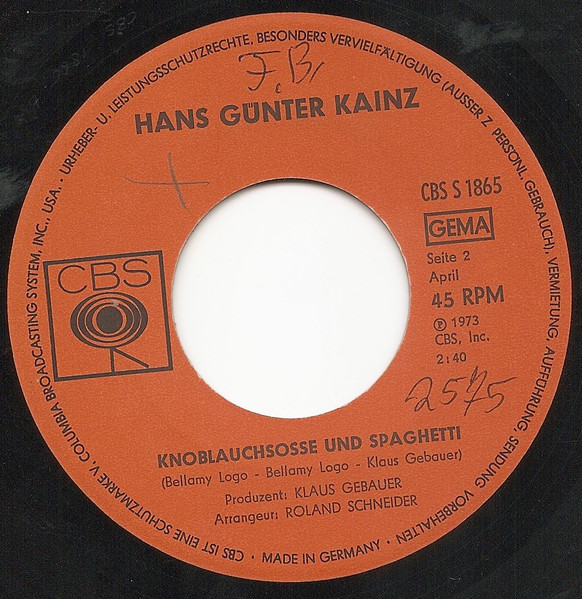 URHEBER- U. LEISTUNGSSCHUTZRECHTE, BESONDERS VERVIELFÄLTIGUNG (AUSSER Z. PERSÖNL. GEBRAUCH), VERMIETUNG, AUFFÜHRUNG, SENDUNG VORBEHALTEN
F.B.
HANS GÜNTER KAINZ
CBS S 1865
GEMA
Seite 2
April
45 RPM
Ⓟ 1973
CBS, Inc.
2:40
CBS
2575
KNOBLAUCHSOSSE UND SPAGHETTI
(Bellamy Logo - Bellamy Logo - Klaus Gebauer)
Produzent: KLAUS GEBAUER
Arrangeur: ROLAND SCHNEIDER
CBS IST EINE SCHUTZMARKE V. COLUMBIA BROADCASTING SYSTEM, INC., USA. •
• MADE IN GERMANY •